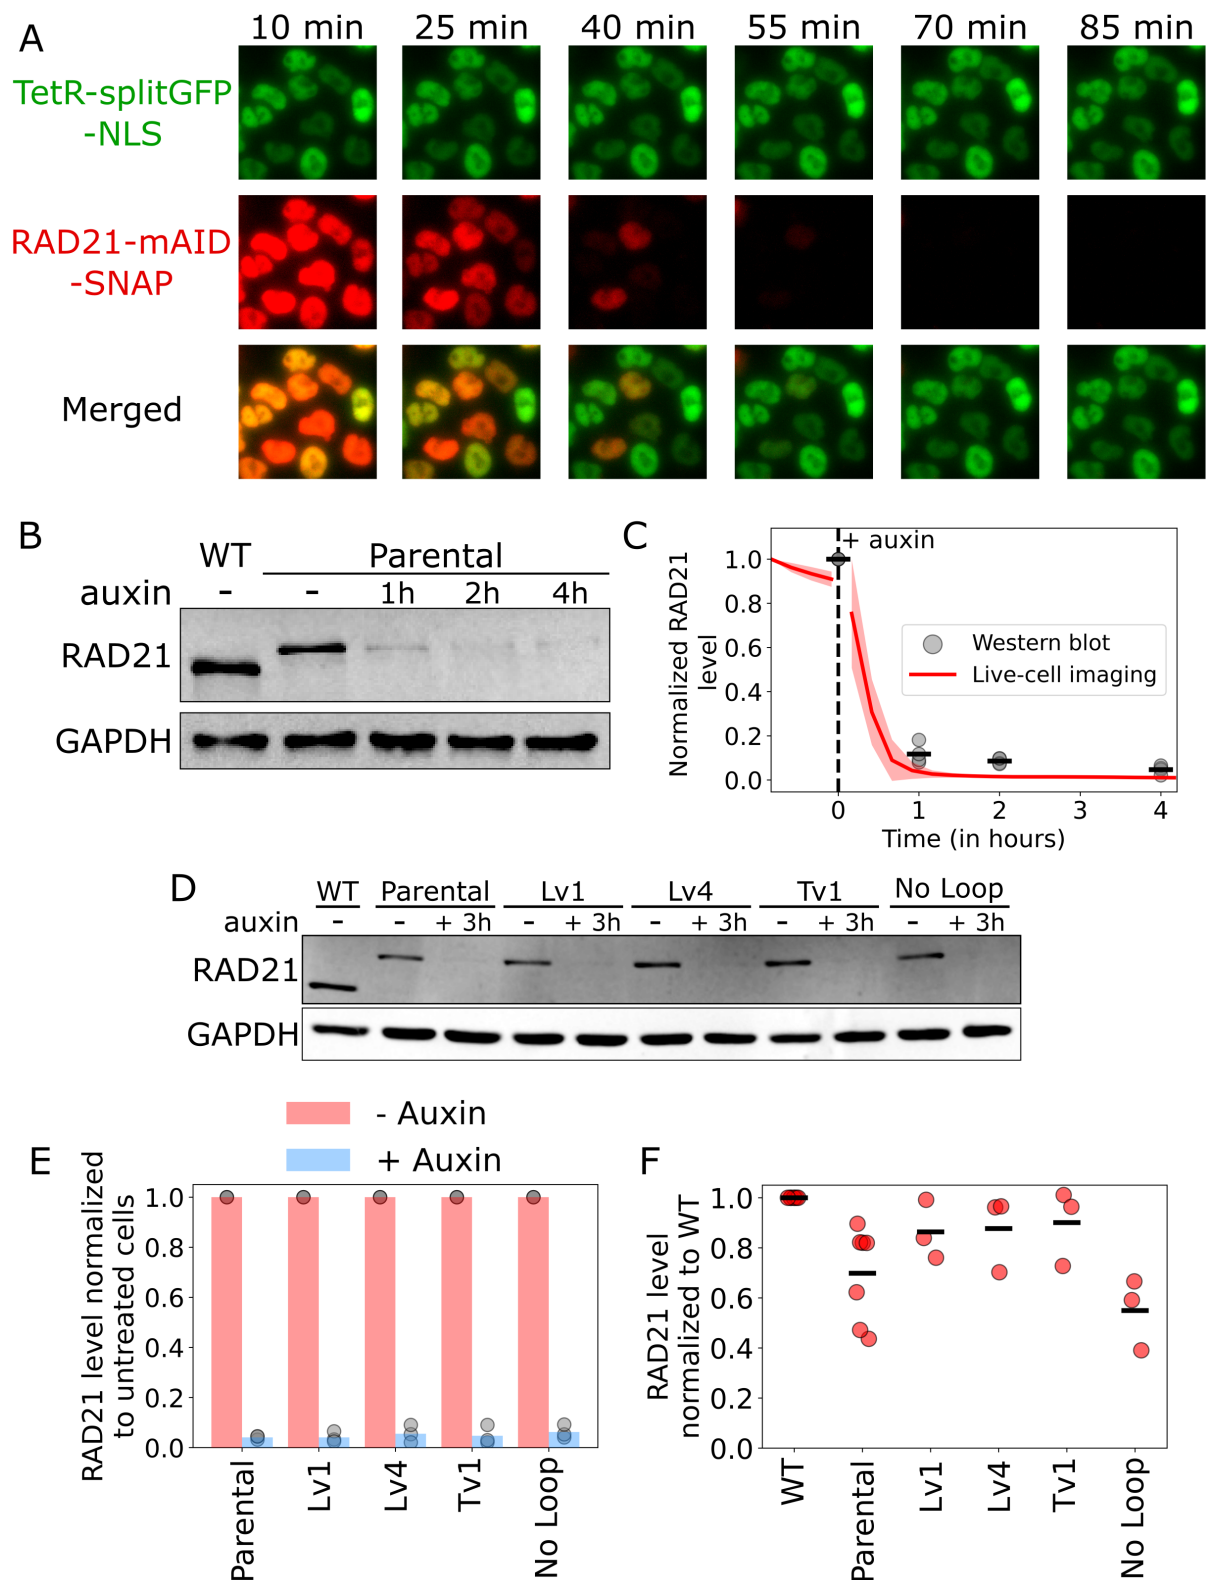 A
10 min 25 min 40 min 55 min 70 min 85 min
TetR-splitGFP
-NLS
RAD21-mAID
-SNAP
Merged
B
WT Parental
auxin - - 1h 2h 4h
RAD21
GAPDH
C
+ auxin
1.0
0.8
0.6
0.4
0.2
0.0
Normalized RAD21
level
Western blot
Live-cell imaging
0 1 2 3 4
Time (in hours)
D
WT Parental Lv1 Lv4 Tv1 No Loop
auxin - - + 3h - + 3h - + 3h - + 3h - + 3h
RAD21
GAPDH
- Auxin
+ Auxin
E
RAD21 level normalized
to untreated cells
1.0
0.8
0.6
0.4
0.2
0.0
Parental
Lv1
Lv4
Tv1
No Loop
F
RAD21 level
normalized to WT
1.0
0.8
0.6
0.4
0.2
0.0
WT
Parental
Lv1
Lv4
Tv1
No Loop